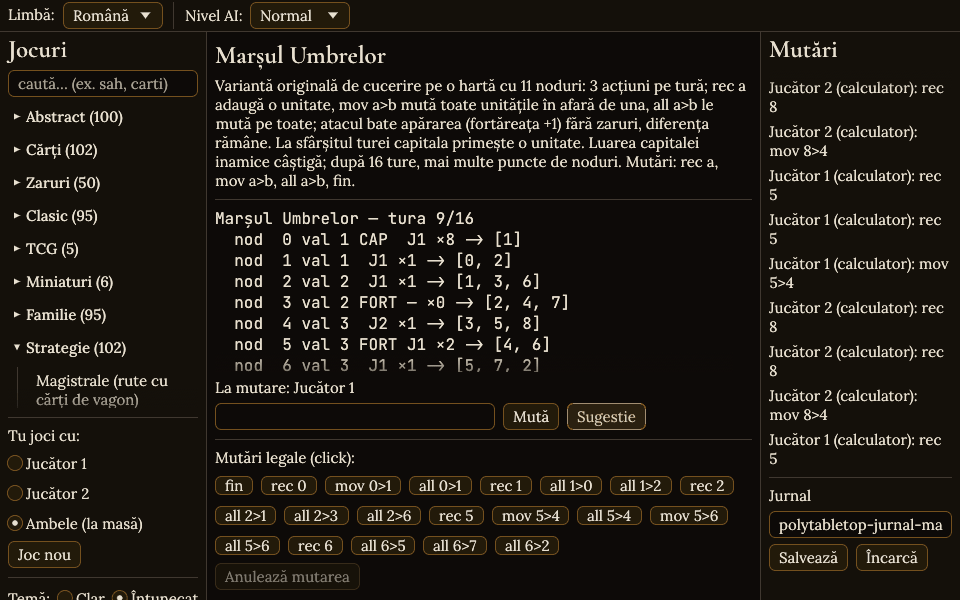 Limbă: Română ▼ Nivel AI: Normal ▼
Jocuri
caută... (ex. sah, carti)
▸ Abstract (100)
▸ Cărți (102)
▸ Zaruri (50)
▸ Clasic (95)
▸ TCG (5)
▸ Miniaturi (6)
▸ Familie (95)
▾ Strategie (102)
Magistrale (rute cu
cărți de vagon)
Tu joci cu:
Jucător 1
Jucător 2
Ambele (la masă)
Joc nou
Temă: Clar Întunecat
Marșul Umbrelor
Variantă originală de cucerire pe o hartă cu 11 noduri: 3 acțiuni pe tură; rec a
adaugă o unitate, mov a>b mută toate unitățile în afară de una, all a>b le
mută pe toate; atacul bate apărarea (fortăreața +1) fără zaruri, diferența
rămâne. La sfârșitul turei capitala primește o unitate. Luarea capitalei
inamice câștigă; după 16 ture, mai multe puncte de noduri. Mutări: rec a,
mov a>b, all a>b, fin.
Marșul Umbrelor — tura 9/16
nod 0 val 1 CAP J1 ×8 → [1]
nod 1 val 1 J1 ×1 → [0, 2]
nod 2 val 2 J1 ×1 → [1, 3, 6]
nod 3 val 2 FORT — ×0 → [2, 4, 7]
nod 4 val 3 J2 ×1 → [3, 5, 8]
nod 5 val 3 FORT J1 ×2 → [4, 6]
nod 6 val 3 J1 ×1 → [5, 7, 2]
La mutare: Jucător 1
Mută Sugestie
Mutări legale (click):
fin rec 0 mov 0>1 all 0>1 rec 1 all 1>0 all 1>2 rec 2
all 2>1 all 2>3 all 2>6 rec 5 mov 5>4 all 5>4 mov 5>6
all 5>6 rec 6 all 6>5 all 6>7 all 6>2
Anulează mutarea
Mutări
Jucător 2 (calculator): rec
8
Jucător 2 (calculator):
mov 8>4
Jucător 1 (calculator): rec
5
Jucător 1 (calculator): rec
5
Jucător 1 (calculator): mov
5>4
Jucător 2 (calculator): rec
8
Jucător 2 (calculator): rec
8
Jucător 2 (calculator):
mov 8>4
Jucător 1 (calculator): rec
5
Jurnal
polytabletop-jurnal-ma
Salvează Încarcă